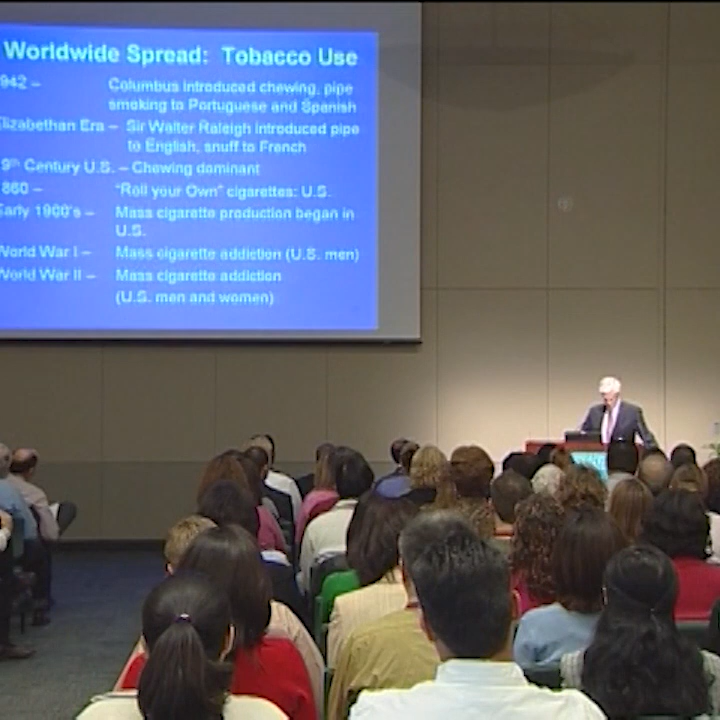 Worldwide Spread: Tobacco Use
942 – Columbus introduced chewing, pipe
smoking to Portuguese and Spanish
lizabethan Era – Sir Walter Raleigh introduced pipe
to English, snuff to French
9th Century U.S. – Chewing dominant
860 – "Roll your Own" cigarettes: U.S.
Early 1900's – Mass cigarette production began in
U.S.
World War I – Mass cigarette addiction (U.S. men)
World War II – Mass cigarette addiction
(U.S. men and women)